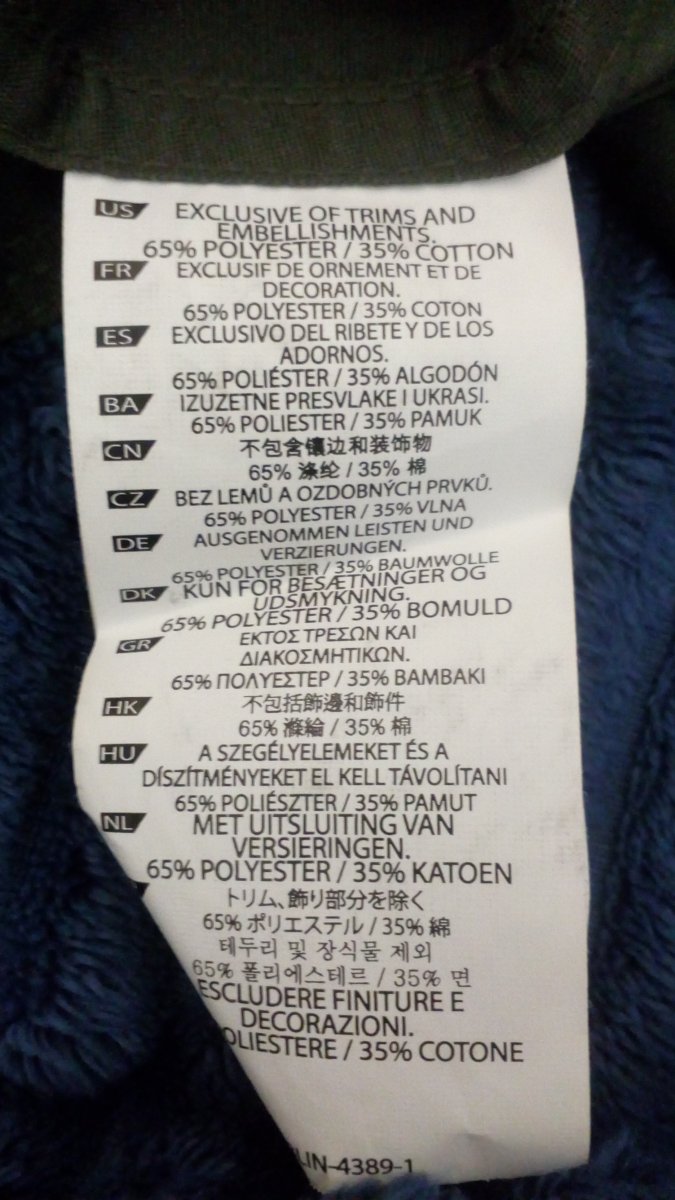 US EXCLUSIVE OF TRIMS AND
EMBELLISHMENTS.
65% POLYESTER / 35% COTTON
FR EXCLUSIF DE ORNEMENT ET DE
DECORATION.
65% POLYESTER / 35% COTON
ES EXCLUSIVO DEL RIBETE Y DE LOS
ADORNOS.
65% POLIÉSTER / 35% ALGODÓN
BA IZUZETNE PRESVLAKE I UKRASI.
65% POLIESTER / 35% PAMUK
CN 不包含镶边和装饰物
65% 涤纶 / 35% 棉
CZ BEZ LEMŮ A OZDOBNÝCH PRVKŮ.
65% POLYESTER / 35% VLNA
DE AUSGENOMMEN LEISTEN UND
VERZIERUNGEN.
65% POLYESTER / 35% BAUMWOLLE
DK KUN FOR BESÆTNINGER OG
UDSMYKNING.
65% POLYESTER / 35% BOMULD
GR ΕΚΤΟΣ ΤΡΕΣΩΝ ΚΑΙ
ΔΙΑΚΟΣΜΗΤΙΚΩΝ.
65% ΠΟΛΥΕΣΤΕΡ / 35% ΒΑΜΒΑΚΙ
HK 不包括飾邊和飾件
65% 滌綸 / 35% 棉
HU A SZEGÉLYELEMEKET ÉS A
DÍSZÍTMÉNYEKET EL KELL TÁVOLÍTANI
65% POLIÉSZTER / 35% PAMUT
NL MET UITSLUITING VAN
VERSIERINGEN.
65% POLYESTER / 35% KATOEN
トリム、飾り部分を除く
65% ポリエステル / 35% 綿
테두리 및 장식물 제외
65% 폴리에스테르 / 35% 면
ESCLUDERE FINITURE E
DECORAZIONI.
OLIESTERE / 35% COTONE
LIN-4389-1